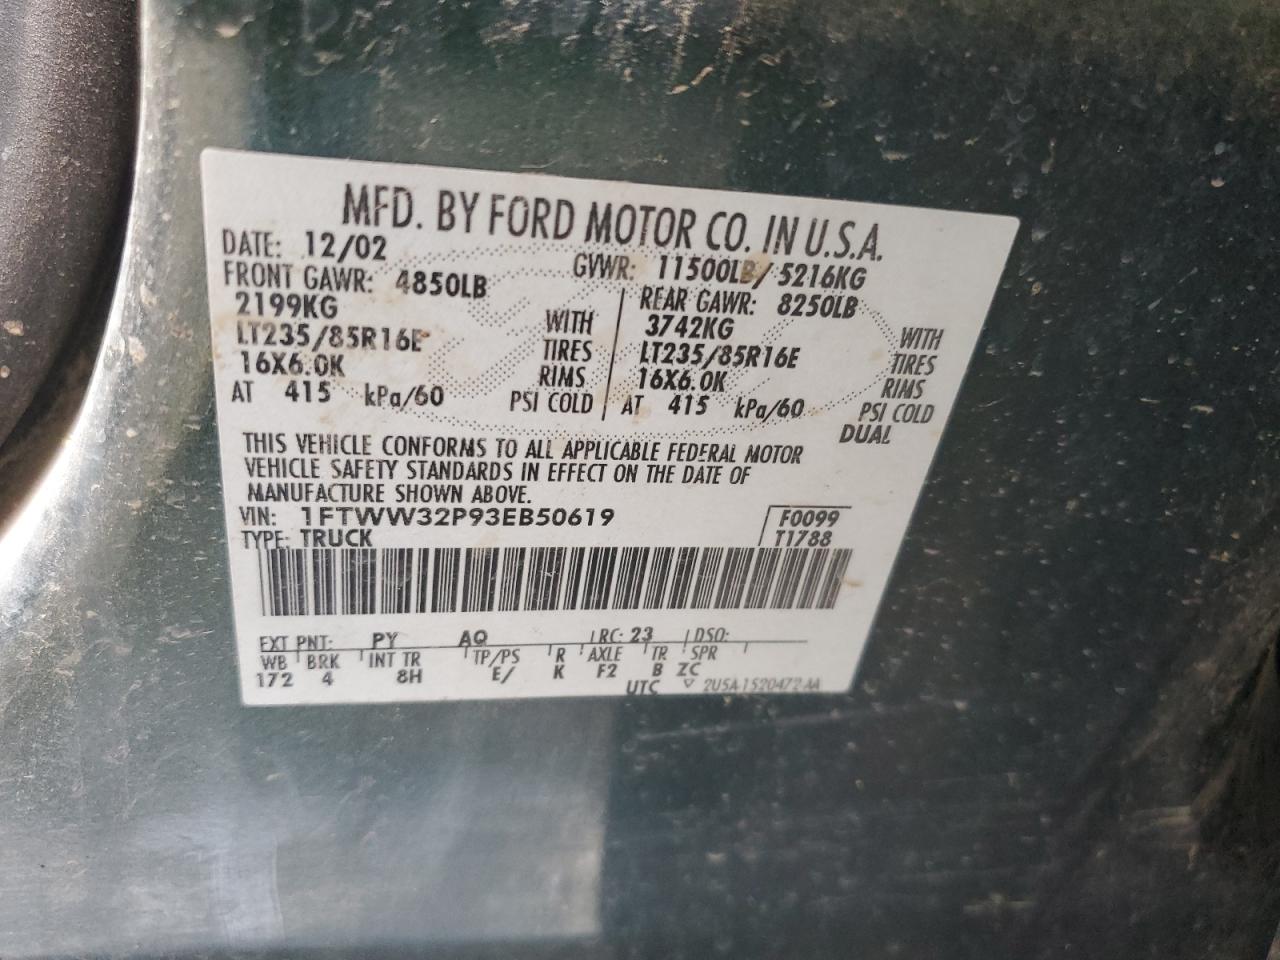 MFD. BY FORD MOTOR CO. IN U.S.A.
DATE: 12/02 GVWR: 11500LB/ 5216KG
FRONT GAWR: 4850LB REAR GAWR: 8250LB
2199KG WITH 3742KG WITH
LT235/85R16E TIRES LT235/85R16E TIRES
16X6.0K RIMS 16X6.0K RIMS
AT 415 kPa/60 PSI COLD AT 415 kPa/60 PSI COLD
DUAL
THIS VEHICLE CONFORMS TO ALL APPLICABLE FEDERAL MOTOR
VEHICLE SAFETY STANDARDS IN EFFECT ON THE DATE OF
MANUFACTURE SHOWN ABOVE.
VIN: 1FTWW32P93EB50619 F0099
TYPE: TRUCK T1788
EXT PNT: PY AQ RC: 23 DSO:
WB BRK INT TR TP/PS R AXLE TR SPR
172 4 8H E/ K F2 B ZC
UTC 2U5A-1520472-AA